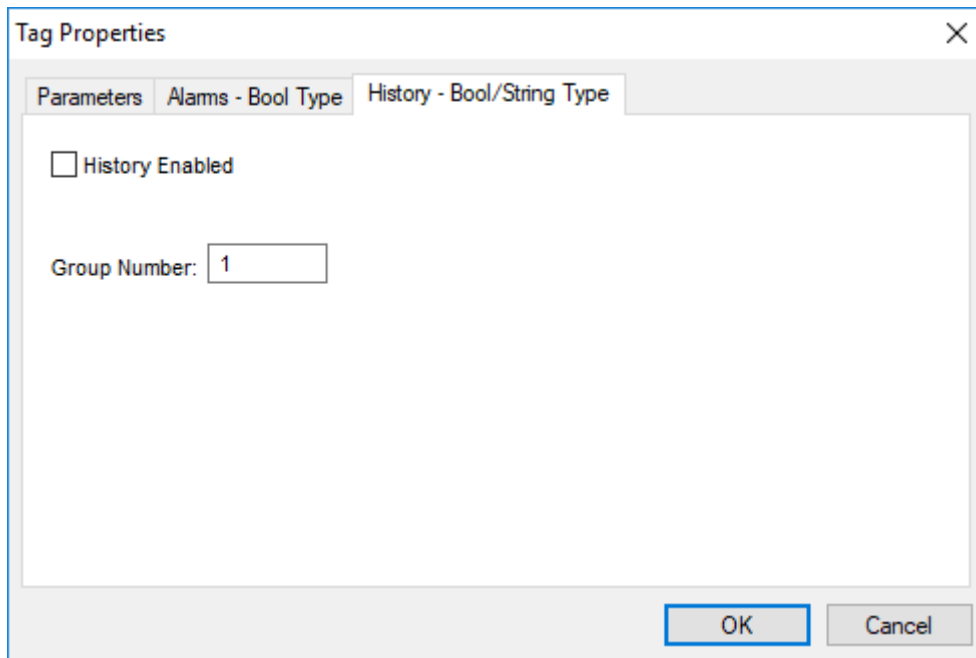 Tag Properties
Parameters Alarms - Bool Type History - Bool/String Type
History Enabled
Group Number: 1
OK Cancel